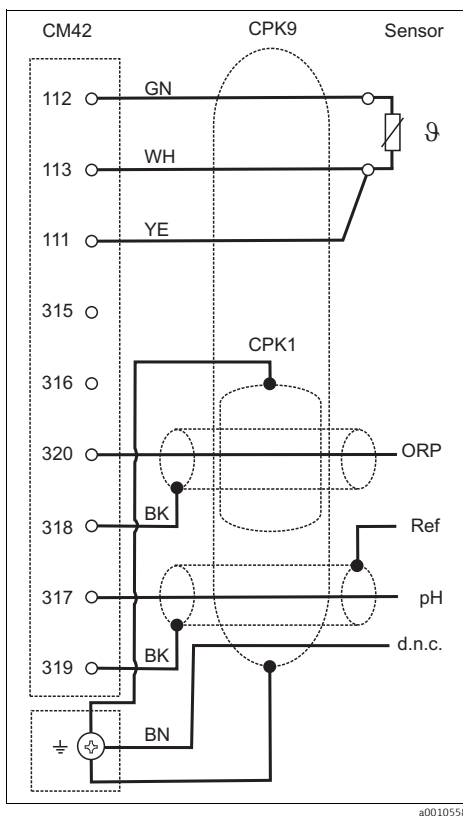 CM42 CPK9 Sensor
112 GN
ϑ
113 WH
111 YE
315
CPK1
316
320 ORP
318 BK
Ref
317 pH
d.n.c.
319 BK
BN
a0010558